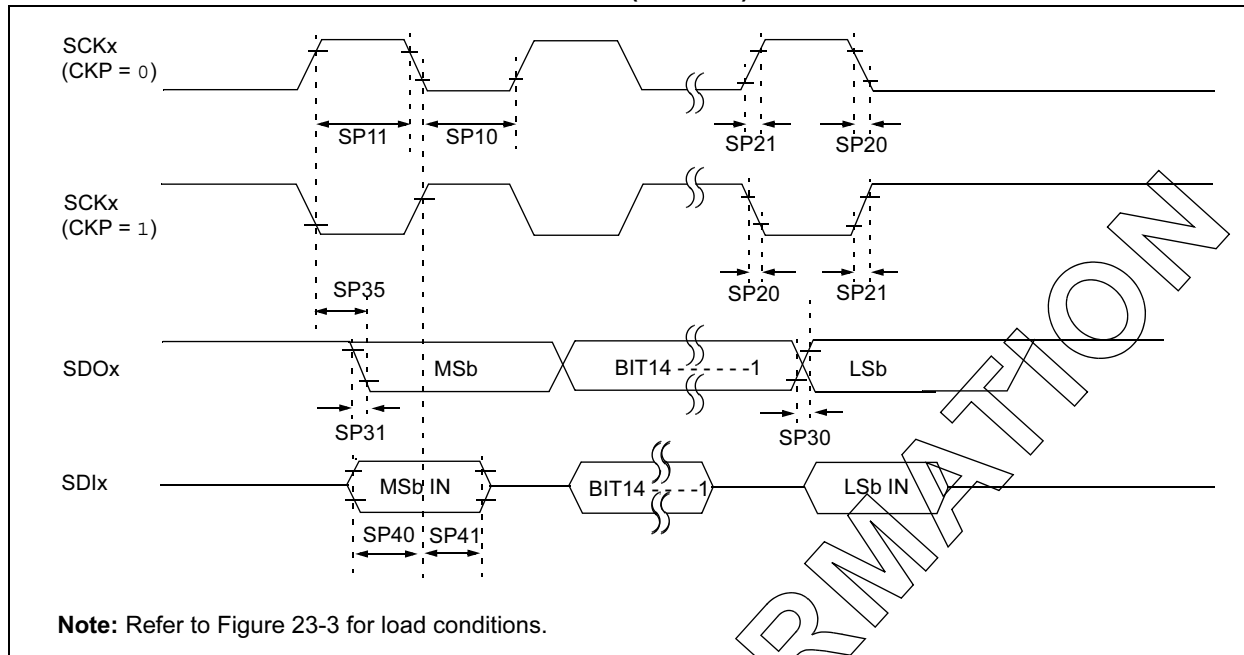 SCKx
(CKP = 0)
SP11
SP10
SP21
SP20
SCKx
(CKP = 1)
SP35
SP20
SP21
SDOx
MSb
BIT14 - - - - - - -1
LSb
SP31
SP30
SDIx
MSb IN
BIT14 - - - -1
LSb IN
SP40
SP41
Note: Refer to Figure 23-3 for load conditions.
RMATION